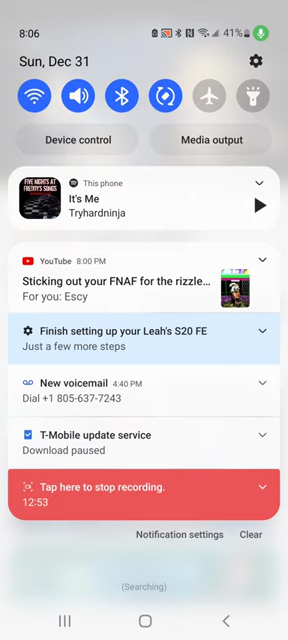 8:06
41%
Sun, Dec 31
Device control
Media output
FIVE NIGHTS AT
FREDDY'S SONGS
This phone
It's Me
Tryhardninja
YouTube 8:00 PM
Sticking out your FNAF for the rizzle...
For you: Escy
Finish setting up your Leah's S20 FE
Just a few more steps
New voicemail 4:40 PM
Dial +1 805-637-7243
T-Mobile update service
Download paused
Tap here to stop recording.
12:53
Notification settings
Clear
(Searching)